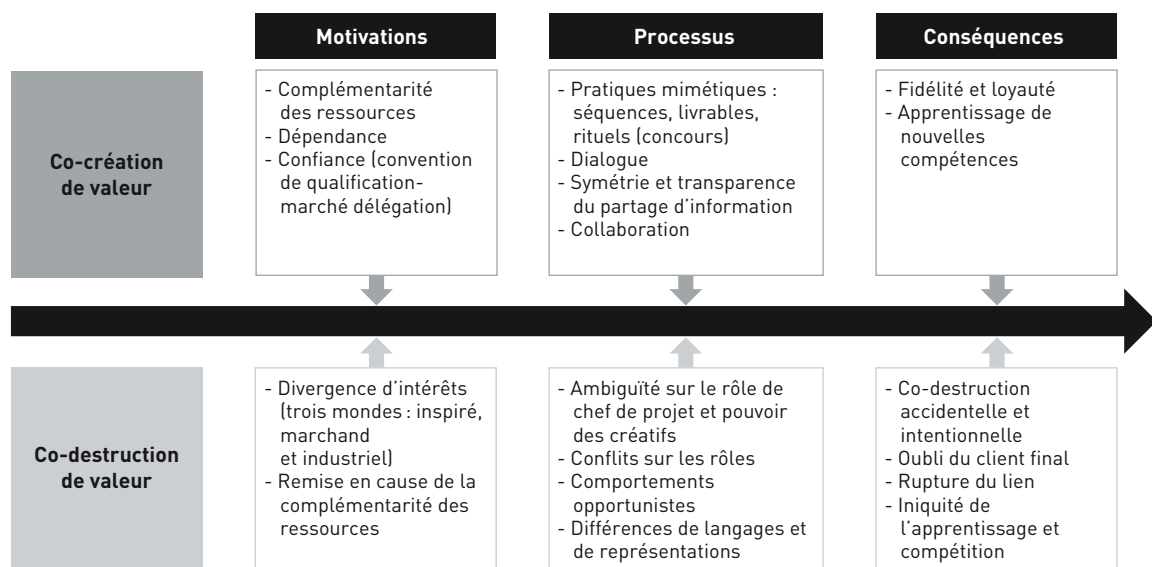 Motivations
Processus
Conséquences
Co-création
de valeur
- Complémentarité
des ressources
- Dépendance
- Confiance (convention
de qualification-
marché délégation)
- Pratiques mimétiques :
séquences, livrables,
rituels (concours)
- Dialogue
- Symétrie et transparence
du partage d’information
- Collaboration
- Fidélité et loyauté
- Apprentissage de
nouvelles
compétences
Co-destruction
de valeur
- Divergence d’intérêts
(trois mondes : inspiré,
marchand
et industriel)
- Remise en cause de la
complémentarité des
ressources
- Ambiguïté sur le rôle de
chef de projet et pouvoir
des créatifs
- Conflits sur les rôles
- Comportements
opportunistes
- Différences de langages et
de représentations
- Co-destruction
accidentelle et
intentionnelle
- Oubli du client final
- Rupture du lien
- Iniquité de
l’apprentissage et
compétition